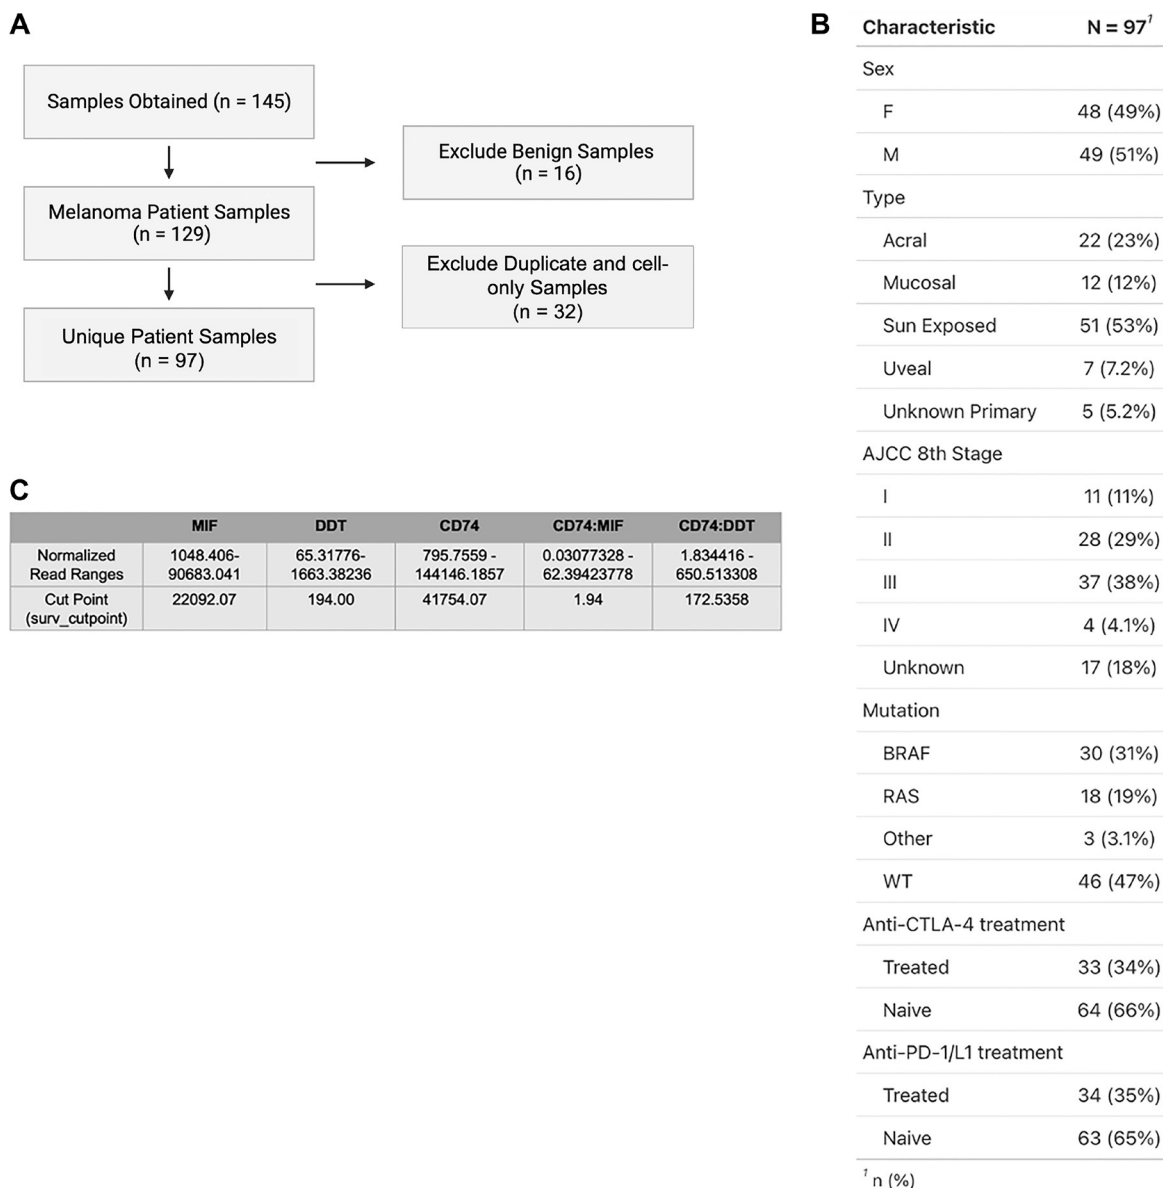 A
Samples Obtained (n = 145)
Exclude Benign Samples
(n = 16)
Melanoma Patient Samples
(n = 129)
Exclude Duplicate and cell-
only Samples
(n = 32)
Unique Patient Samples
(n = 97)
B
Characteristic N = 97¹
Sex
F 48 (49%)
M 49 (51%)
Type
Acral 22 (23%)
Mucosal 12 (12%)
Sun Exposed 51 (53%)
Uveal 7 (7.2%)
Unknown Primary 5 (5.2%)
AJCC 8th Stage
I 11 (11%)
II 28 (29%)
III 37 (38%)
IV 4 (4.1%)
Unknown 17 (18%)
Mutation
BRAF 30 (31%)
RAS 18 (19%)
Other 3 (3.1%)
WT 46 (47%)
Anti-CTLA-4 treatment
Treated 33 (34%)
Naive 64 (66%)
Anti-PD-1/L1 treatment
Treated 34 (35%)
Naive 63 (65%)
¹ n (%)
C
MIF DDT CD74 CD74:MIF CD74:DDT
Normalized 1048.406- 65.31776- 795.7559 - 0.03077328 - 1.834416 -
Read Ranges 90683.041 1663.38236 144146.1857 62.39423778 650.513308
Cut Point 22092.07 194.00 41754.07 1.94 172.5358
(surv_cutpoint)